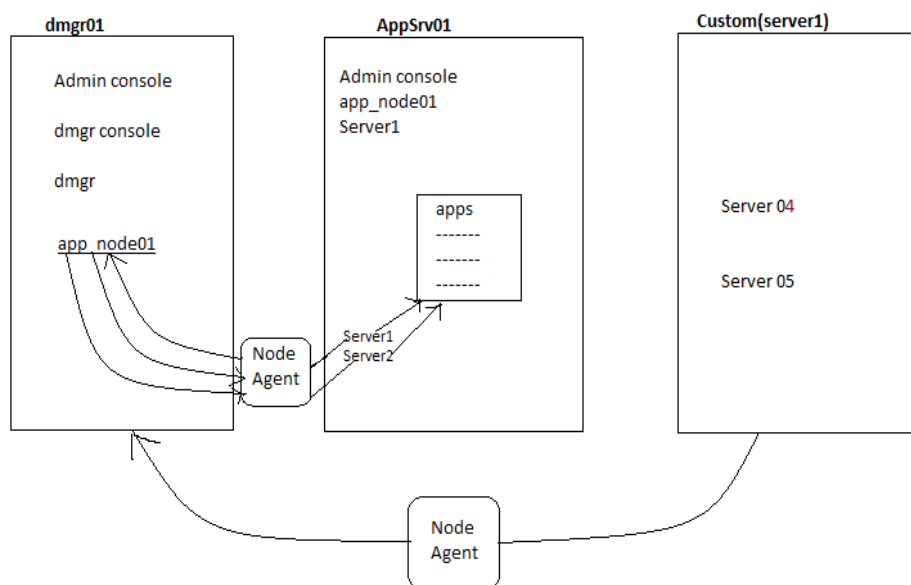 dmgr01
Admin console
dmgr console
dmgr
app_node01
Node
Agent
AppSrv01
Admin console
app_node01
Server1
apps
-------
-------
-------
Server1
Server2
Custom(server1)
Server 04
Server 05
Node
Agent